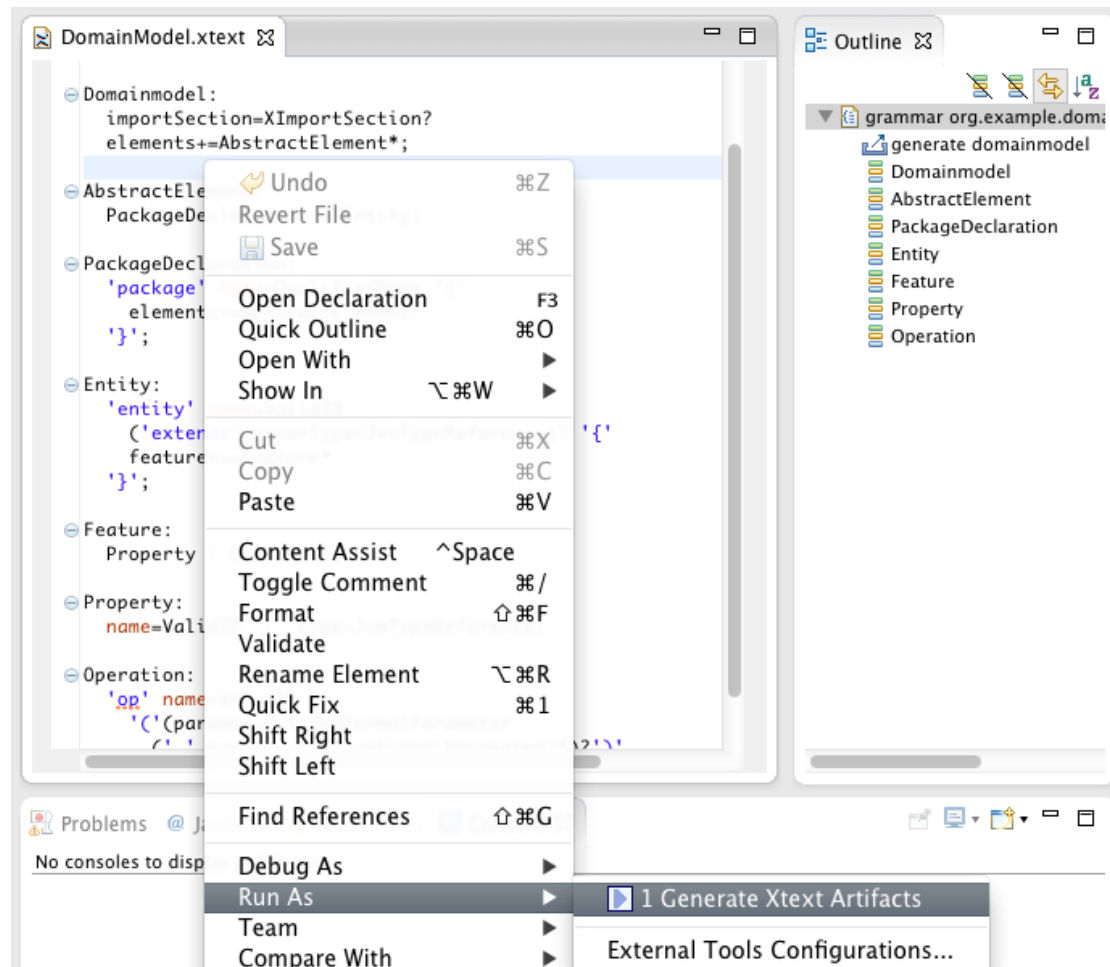 DomainModel.xtext
Domainmodel:
importSection=XImportSection?
elements+=AbstractElement*;
AbstractEle
PackageDe
PackageDecl
'package'
element
'}';
Entity:
'entity'
('exten '{'
feature
'}';
Feature:
Property
Property:
name=Vali
Operation:
'op' name
'('(par
(',' )?')'
Undo ⌘Z
Revert File
Save ⌘S
Open Declaration F3
Quick Outline ⌘O
Open With
Show In ⌥⌘W
Cut ⌘X
Copy ⌘C
Paste ⌘V
Content Assist ^Space
Toggle Comment ⌘/
Format ⇧⌘F
Validate
Rename Element ⌥⌘R
Quick Fix ⌘1
Shift Right
Shift Left
Find References ⇧⌘G
Debug As
Run As
Team
Compare With
1 Generate Xtext Artifacts
External Tools Configurations...
Outline
grammar org.example.doma
generate domainmodel
Domainmodel
AbstractElement
PackageDeclaration
Entity
Feature
Property
Operation
Problems @ Ja
No consoles to disp